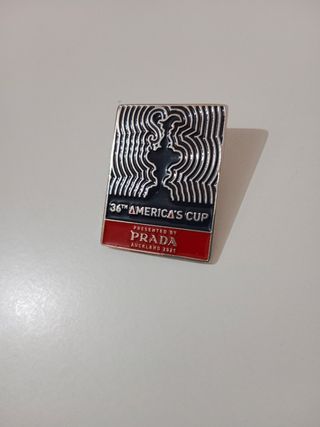 36TH AMERICA'S CUP
PRESENTED BY
PRADA
AUCKLAND 2021